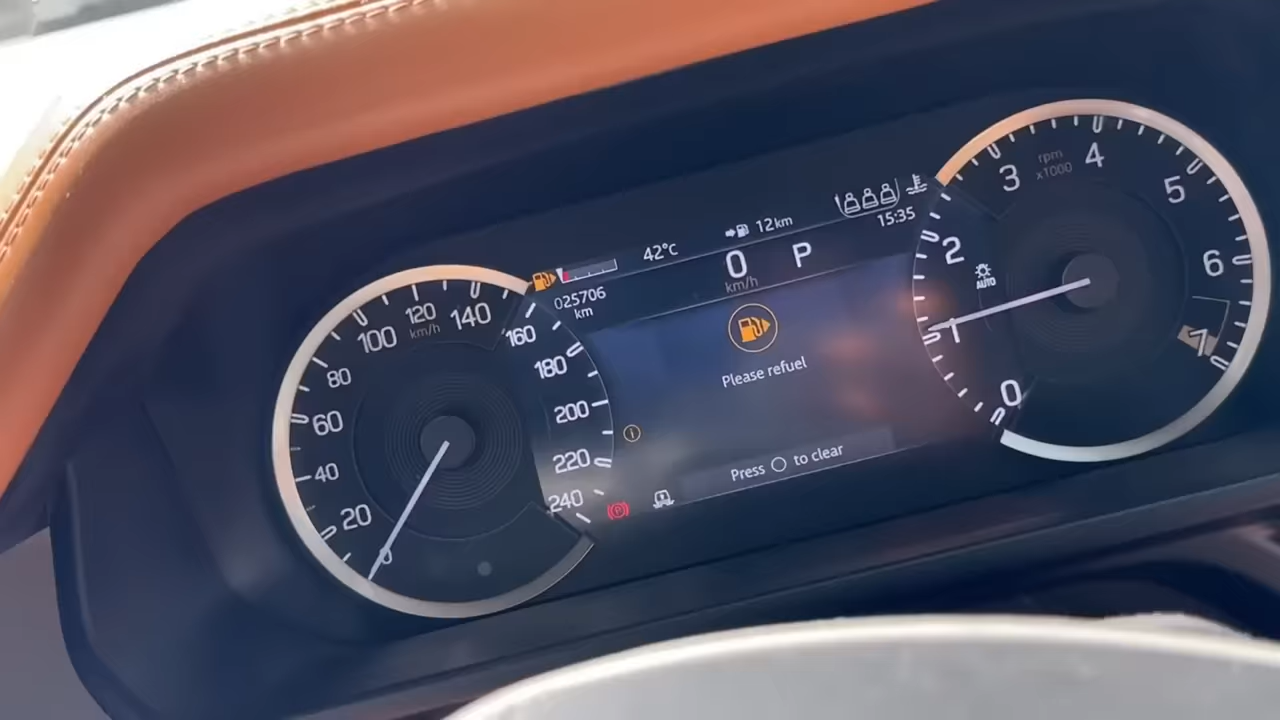 42°C
12km
15:35
025706
km
0
km/h
P
Please refuel
Press to clear
km/h
0
20
40
60
80
100
120
140
160
180
200
220
240
rpm
x1000
0
1
2
3
4
5
6
7
AUTO